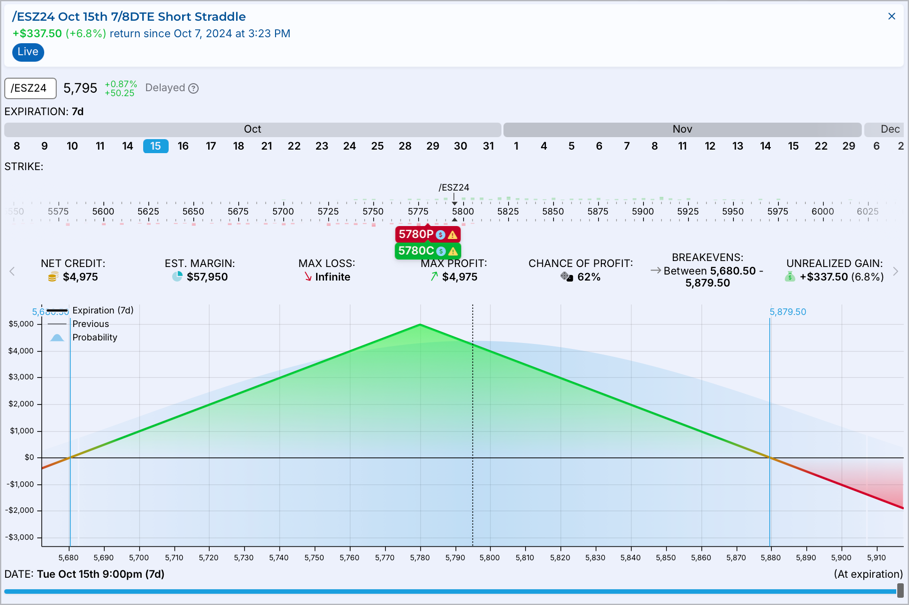 /ESZ24 Oct 15th 7/8DTE Short Straddle
+$337.50 (+6.8%) return since Oct 7, 2024 at 3:23 PM
Live
/ESZ24 5,795 +0.87% +50.25 Delayed
EXPIRATION: 7d
Oct Nov Dec
8 9 10 11 14 15 16 17 18 21 22 23 24 25 28 29 30 31 1 4 5 6 7 8 11 12 13 14 15 22 29 6 2
STRIKE:
/ESZ24
550 5575 5600 5625 5650 5675 5700 5725 5750 5775 5800 5825 5850 5875 5900 5925 5950 5975 6000 6025
5780P
5780C
NET CREDIT: EST. MARGIN: MAX LOSS: MAX PROFIT: CHANCE OF PROFIT: BREAKEVENS: UNREALIZED GAIN:
$4,975 $57,950 Infinite $4,975 62% Between 5,680.50 - 5,879.50 +$337.50 (6.8%)
5,680.50 Expiration (7d) 5,879.50
Previous
Probability
$5,000
$4,000
$3,000
$2,000
$1,000
$0
-$1,000
-$2,000
-$3,000
5,680 5,690 5,700 5,710 5,720 5,730 5,740 5,750 5,760 5,770 5,780 5,790 5,800 5,810 5,820 5,830 5,840 5,850 5,860 5,870 5,880 5,890 5,900 5,910
DATE: Tue Oct 15th 9:00pm (7d) (At expiration)